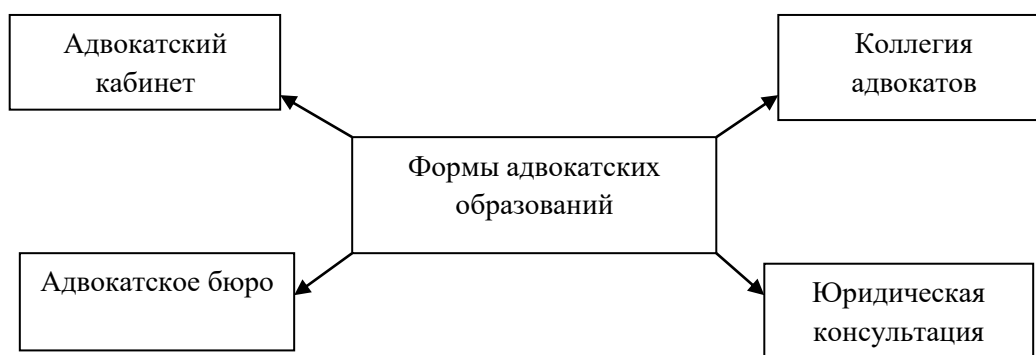 Адвокатский
кабинет
Коллегия
адвокатов
Формы адвокатских
образований
Адвокатское бюро
Юридическая
консультация